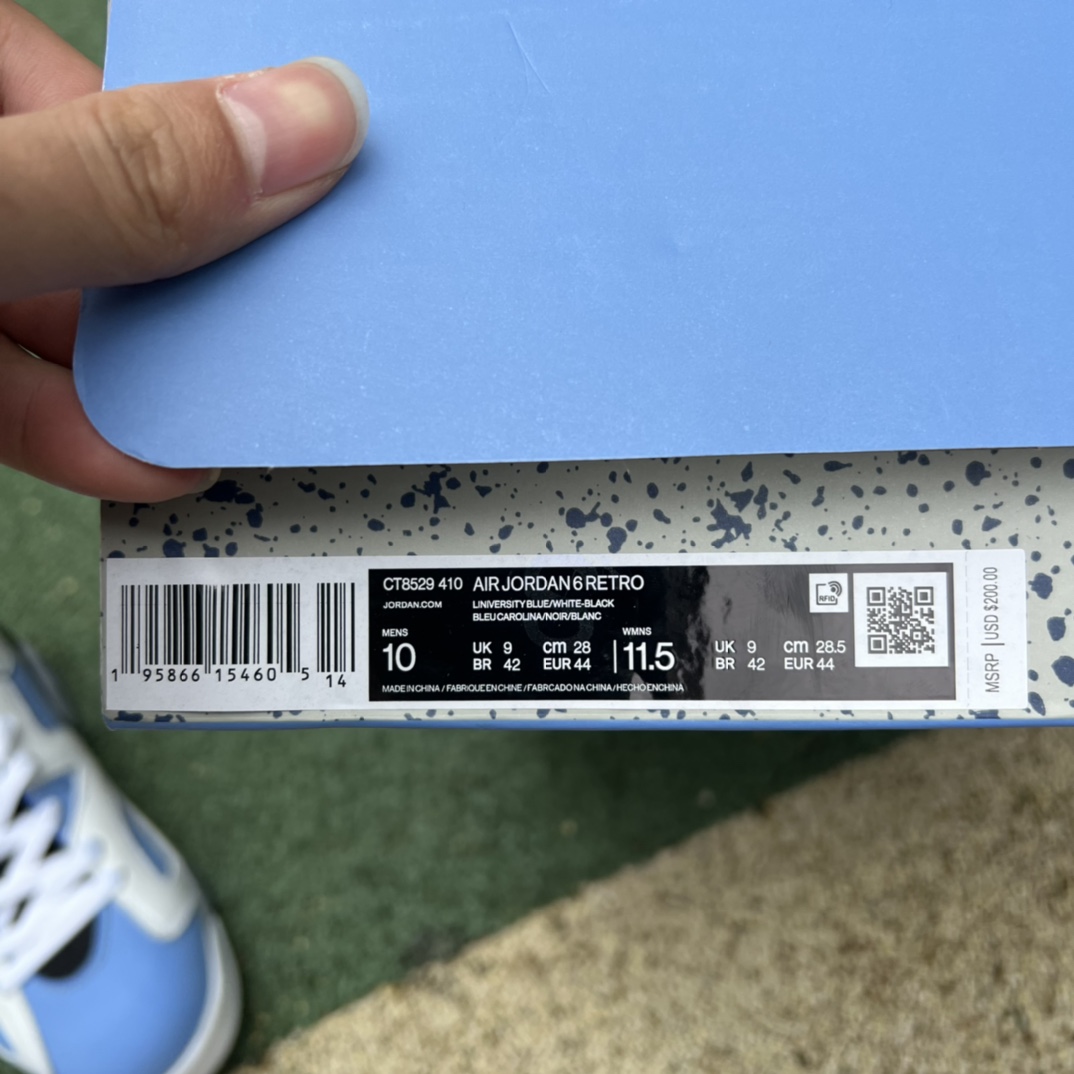 CT8529 410 AIR JORDAN 6 RETRO
JORDAN.COM
LINIVERSITY BLUE/WHITE-BLACK
BLEU CAROLINA/NOIR/BLANC
MENS
10
UK 9 cm 28
BR 42 EUR 44
WMNS
11.5
UK 9 cm 28.5
BR 42 EUR 44
MADE IN CHINA / FABRIQUE EN CHINE / FABRCADO NA CHINA / HECHO EN CHINA
1 95866 15460 5 14
RFID
MSRP | USD $200.00